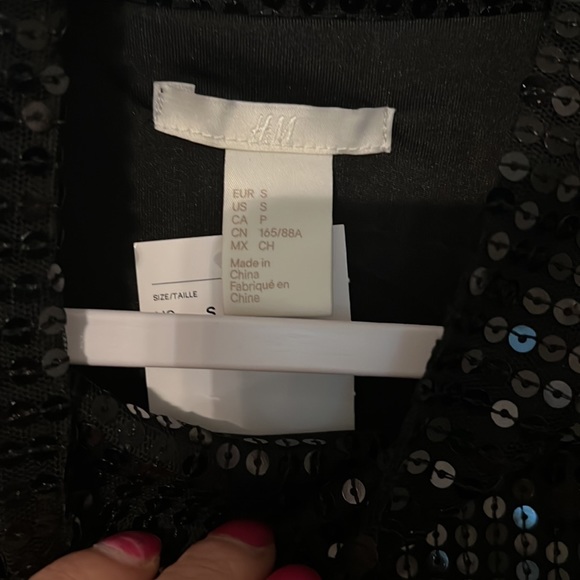 H&M
EUR S
US S
CA P
CN 165/88A
MX CH
Made in
China
Fabriqué en
Chine
SIZE/TAILLE
S